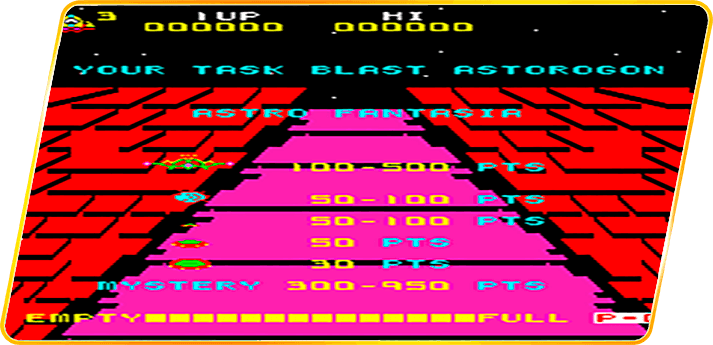 3 1UP HI
000000 000000
YOUR TASK BLAST ASTOROGON
ASTRO FANTASIA
100-500 PTS
50-100 PTS
50-100 PTS
50 PTS
30 PTS
MYSTERY 300-950 PTS
EMPTY FULL